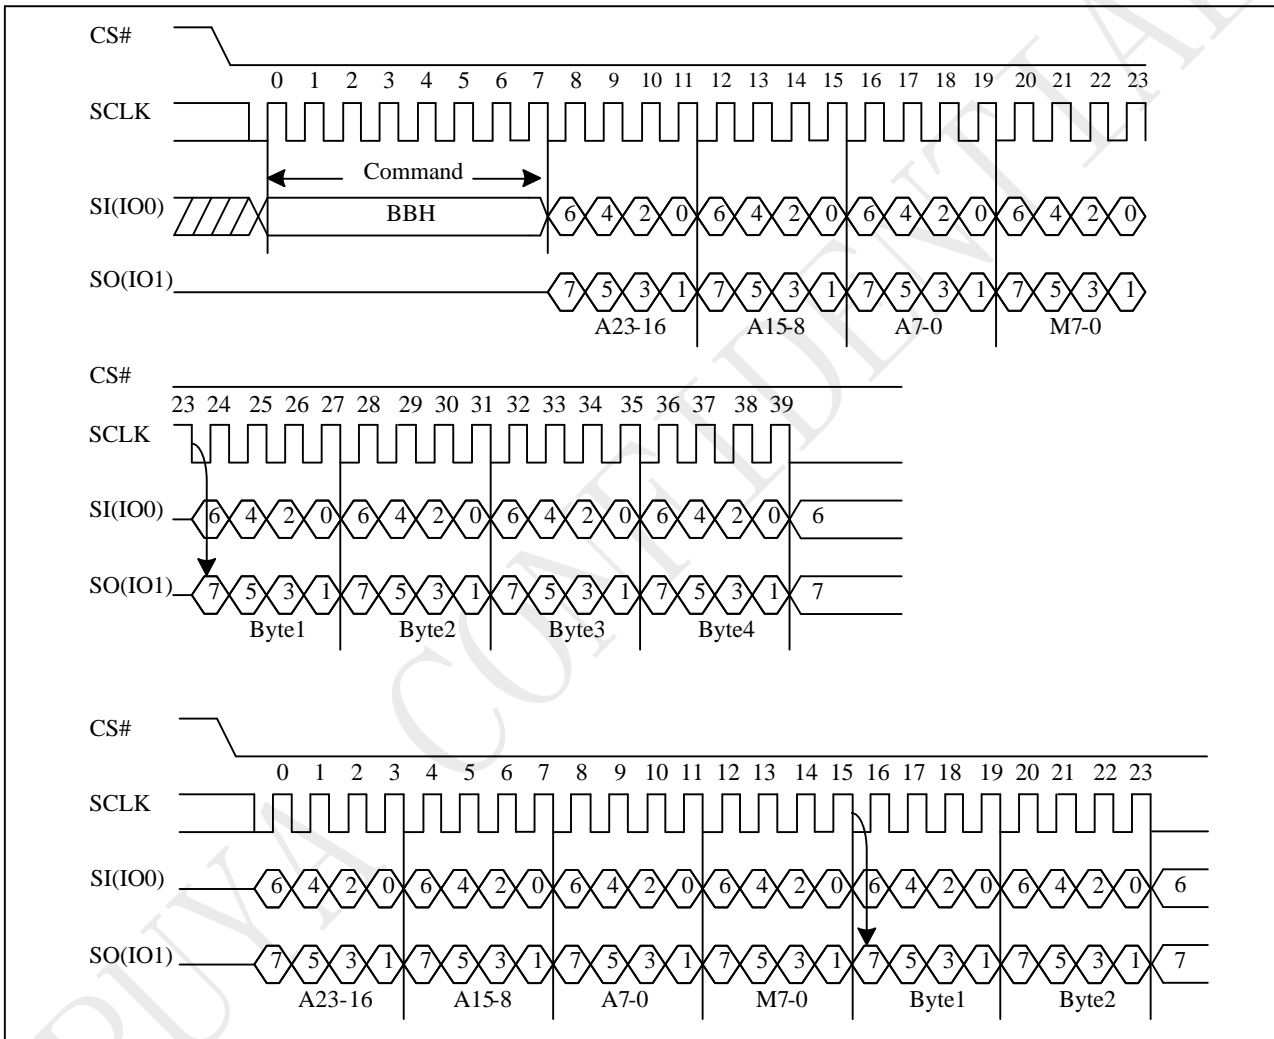 CS#
0 1 2 3 4 5 6 7 8 9 10 11 12 13 14 15 16 17 18 19 20 21 22 23
SCLK
Command
SI(IO0) BBH 6 4 2 0 6 4 2 0 6 4 2 0 6 4 2 0
SO(IO1) 7 5 3 1 7 5 3 1 7 5 3 1 7 5 3 1
A23-16 A15-8 A7-0 M7-0
CS#
23 24 25 26 27 28 29 30 31 32 33 34 35 36 37 38 39
SCLK
SI(IO0) 6 4 2 0 6 4 2 0 6 4 2 0 6 4 2 0 6
SO(IO1) 7 5 3 1 7 5 3 1 7 5 3 1 7 5 3 1 7
Byte1 Byte2 Byte3 Byte4
CS#
0 1 2 3 4 5 6 7 8 9 10 11 12 13 14 15 16 17 18 19 20 21 22 23
SCLK
SI(IO0) 6 4 2 0 6 4 2 0 6 4 2 0 6 4 2 0 6 4 2 0 6 4 2 0 6
SO(IO1) 7 5 3 1 7 5 3 1 7 5 3 1 7 5 3 1 7 5 3 1 7 5 3 1 7
A23-16 A15-8 A7-0 M7-0 Byte1 Byte2
PUYA CONFIDENTIAL